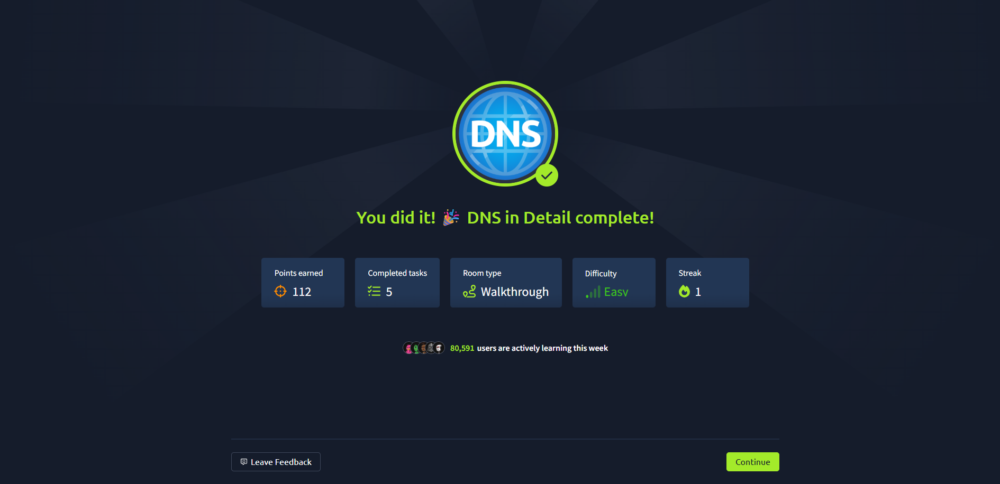 DNS
You did it! 🎉 DNS in Detail complete!
Points earned
112
Completed tasks
5
Room type
Walkthrough
Difficulty
Easy
Streak
1
80,591 users are actively learning this week
Leave Feedback
Continue